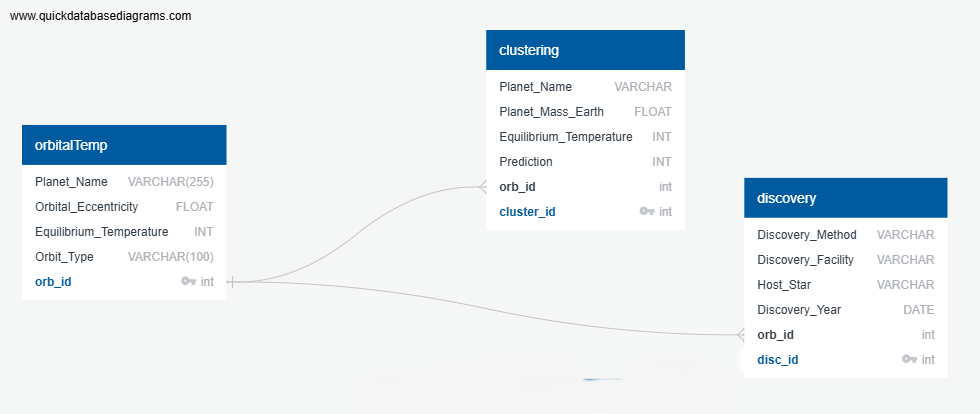 www.quickdatabasediagrams.com
orbitalTemp
Planet_Name VARCHAR(255)
Orbital_Eccentricity FLOAT
Equilibrium_Temperature INT
Orbit_Type VARCHAR(100)
orb_id int
clustering
Planet_Name VARCHAR
Planet_Mass_Earth FLOAT
Equilibrium_Temperature INT
Prediction INT
orb_id int
cluster_id int
discovery
Discovery_Method VARCHAR
Discovery_Facility VARCHAR
Host_Star VARCHAR
Discovery_Year DATE
orb_id int
disc_id int